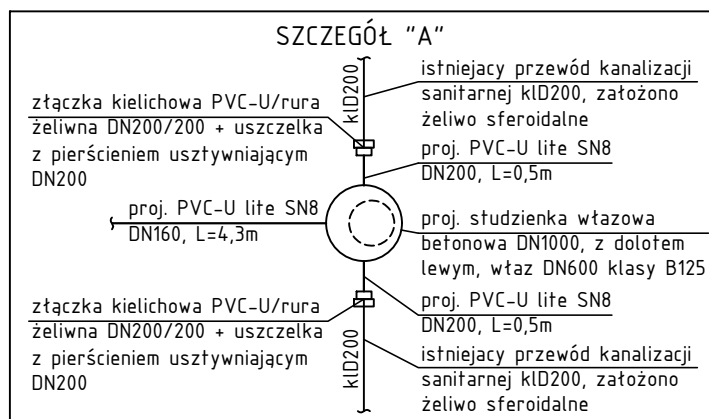 SZCZEGÓŁ "A"
złączka kielichowa PVC-U/rura
żeliwna DN200/200 + uszczelka
z pierścieniem usztywniającym
DN200
klD200
istniejacy przewód kanalizacji
sanitarnej klD200, założono
żeliwo sferoidalne
proj. PVC-U lite SN8
DN200, L=0,5m
proj. PVC-U lite SN8
DN160, L=4,3m
proj. studzienka włazowa
betonowa DN1000, z dolotem
lewym, właz DN600 klasy B125
złączka kielichowa PVC-U/rura
żeliwna DN200/200 + uszczelka
z pierścieniem usztywniającym
DN200
klD200
proj. PVC-U lite SN8
DN200, L=0,5m
istniejacy przewód kanalizacji
sanitarnej klD200, założono
żeliwo sferoidalne